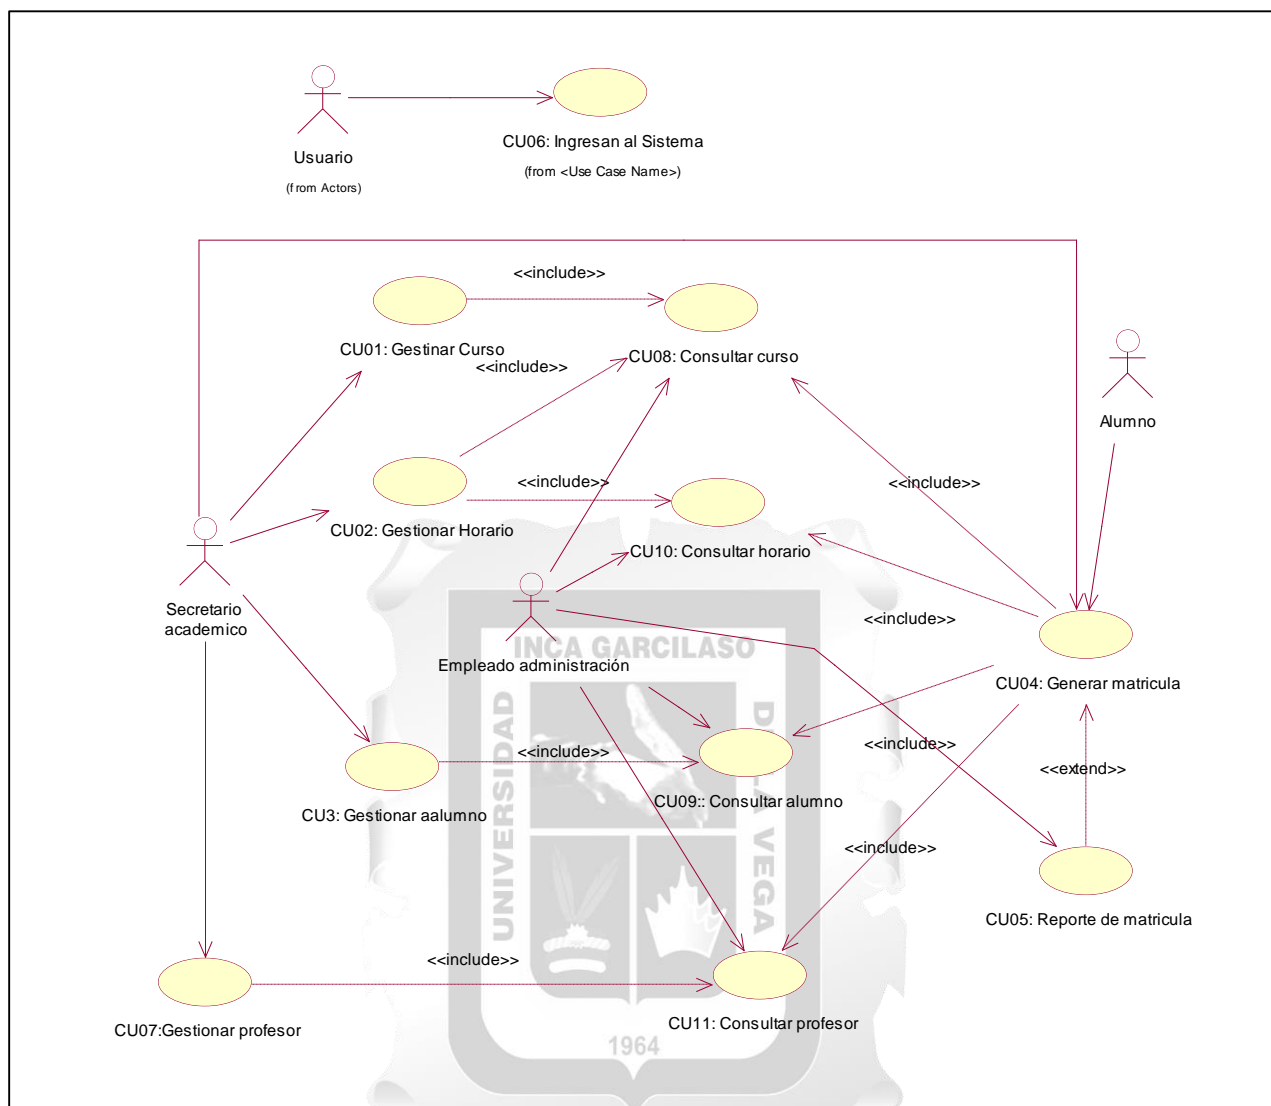 CU06: Ingresan al Sistema
(from <Use Case Name>)
Usuario
(from Actors)
<<include>>
CU01: Gestinar Curso
<<include>>
CU08: Consultar curso
Alumno
<<include>>
<<include>>
CU02: Gestionar Horario
CU10: Consultar horario
Secretario
academico
<<include>>
INCA GARCILASO
Empleado administración
CU04: Generar matricula
UNIVERSIDAD
DE LA VEGA
<<include>>
<<include>>
<<extend>>
CU3: Gestionar aalumno
CU09:: Consultar alumno
<<include>>
CU05: Reporte de matricula
<<include>>
CU07:Gestionar profesor
CU11: Consultar profesor
1964